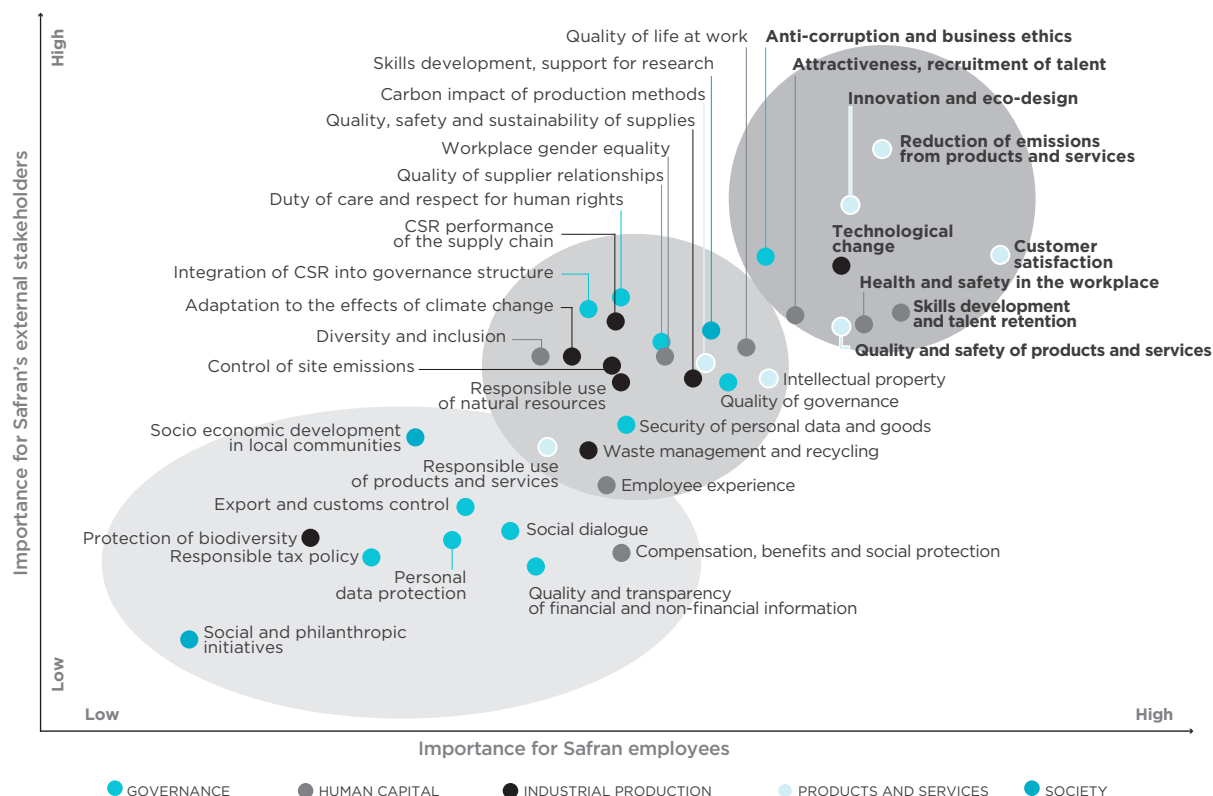 High
Importance for Safran's external stakeholders
Low
Quality of life at work
Anti-corruption and business ethics
Skills development, support for research
Attractiveness, recruitment of talent
Carbon impact of production methods
Innovation and eco-design
Quality, safety and sustainability of supplies
Workplace gender equality
Reduction of emissions
from products and services
Quality of supplier relationships
Duty of care and respect for human rights
CSR performance
of the supply chain
Technological
change
Customer
satisfaction
Integration of CSR into governance structure
Health and safety in the workplace
Adaptation to the effects of climate change
Skills development
and talent retention
Diversity and inclusion
Quality and safety of products and services
Control of site emissions
Intellectual property
Responsible use
of natural resources
Quality of governance
Security of personal data and goods
Socio economic development
in local communities
Waste management and recycling
Responsible use
of products and services
Employee experience
Export and customs control
Social dialogue
Protection of biodiversity
Responsible tax policy
Compensation, benefits and social protection
Personal
data protection
Quality and transparency
of financial and non-financial information
Social and philanthropic
initiatives
Low
High
Importance for Safran employees
GOVERNANCE
HUMAN CAPITAL
INDUSTRIAL PRODUCTION
PRODUCTS AND SERVICES
SOCIETY